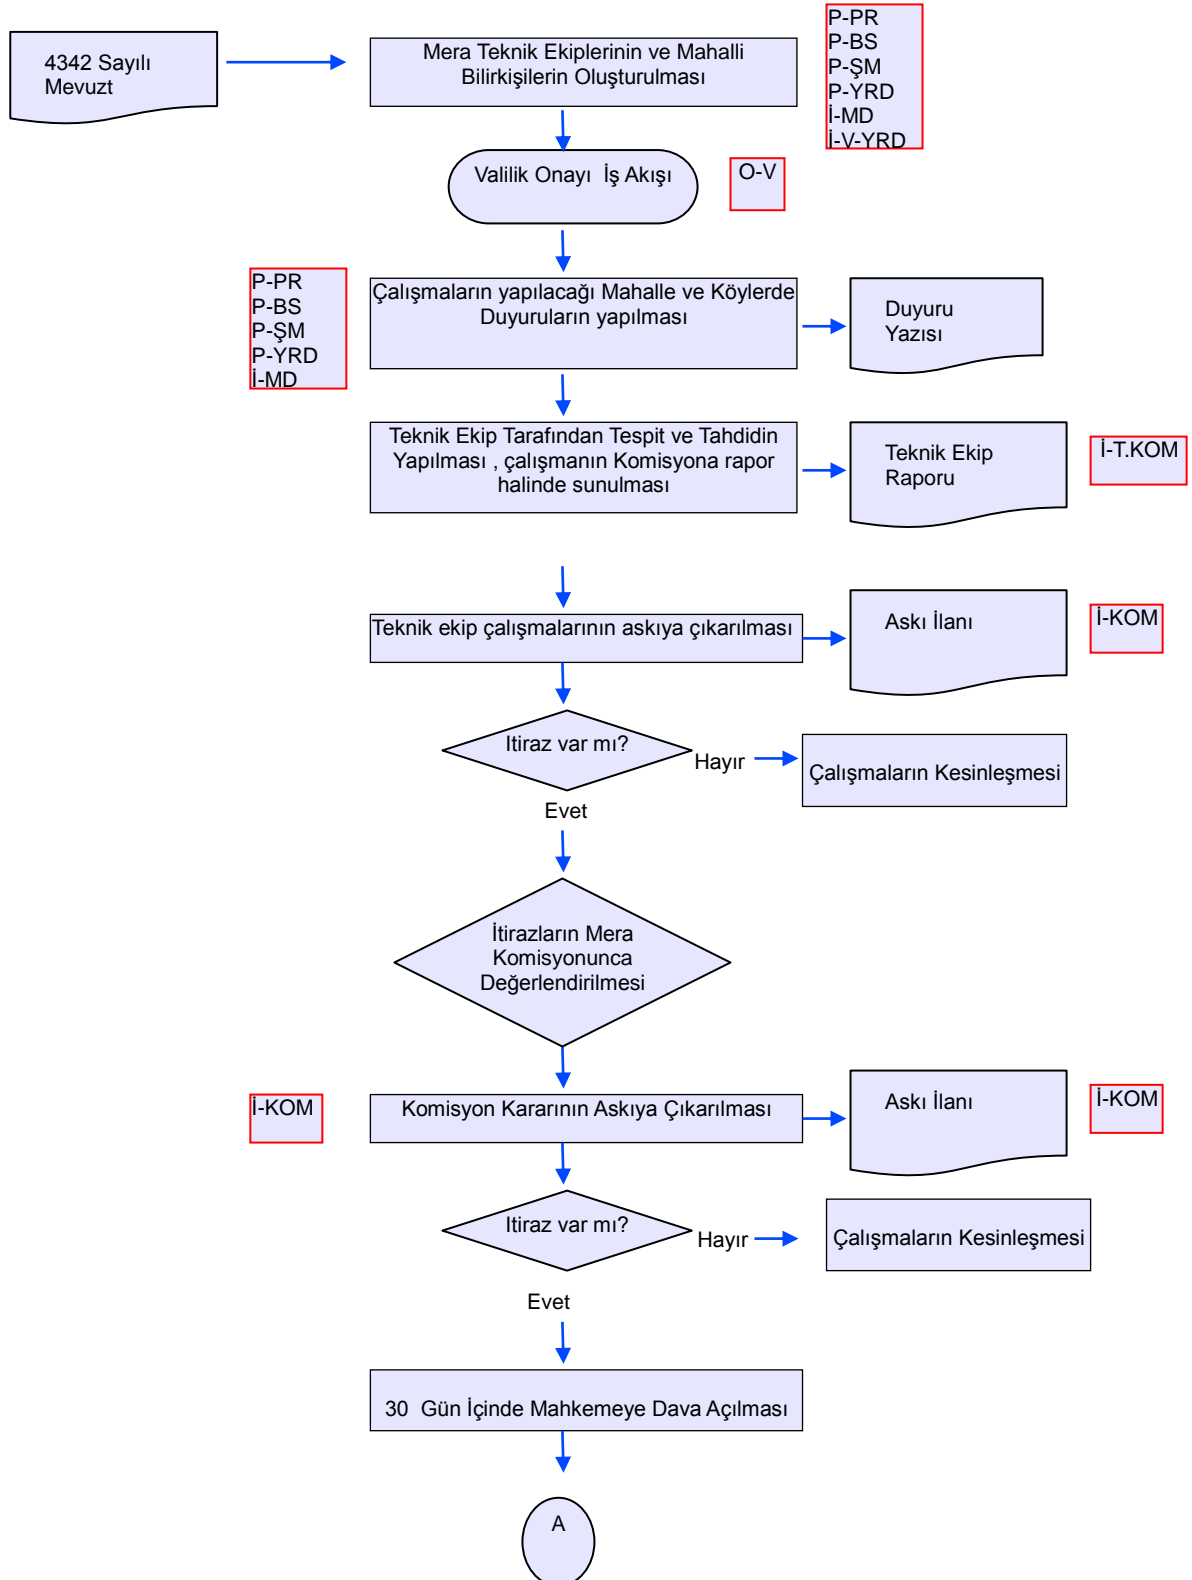 4342 Sayılı
Mevuzt
Mera Teknik Ekiplerinin ve Mahalli
Bilirkişilerin Oluşturulması
P-PR
P-BS
P-ŞM
P-YRD
İ-MD
İ-V-YRD
Valilik Onayı İş Akışı
O-V
P-PR
P-BS
P-ŞM
P-YRD
İ-MD
Çalışmaların yapılacağı Mahalle ve Köylerde
Duyuruların yapılması
Duyuru
Yazısı
Teknik Ekip Tarafından Tespit ve Tahdidin
Yapılması , çalışmanın Komisyona rapor
halinde sunulması
Teknik Ekip
Raporu
İ-T.KOM
Teknik ekip çalışmalarının askıya çıkarılması
Askı İlanı
İ-KOM
Itiraz var mı?
Hayır
Çalışmaların Kesinleşmesi
Evet
İtirazların Mera
Komisyonunca
Değerlendirilmesi
İ-KOM
Komisyon Kararının Askıya Çıkarılması
Askı İlanı
İ-KOM
Itiraz var mı?
Hayır
Çalışmaların Kesinleşmesi
Evet
30 Gün İçinde Mahkemeye Dava Açılması
A